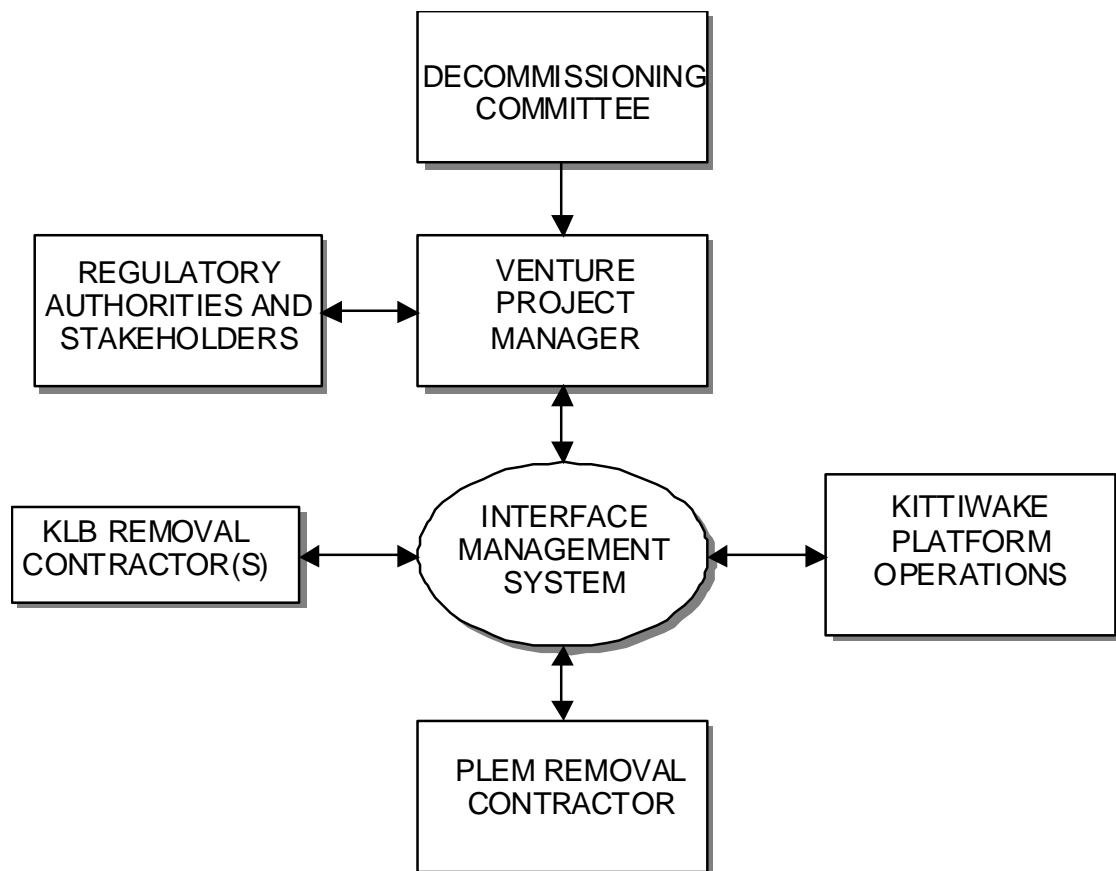 DECOMMISSIONING
COMMITTEE
REGULATORY
AUTHORITIES AND
STAKEHOLDERS
VENTURE
PROJECT
MANAGER
KLB REMOVAL
CONTRACTOR(S)
INTERFACE
MANAGEMENT
SYSTEM
KITTIWAKE
PLATFORM
OPERATIONS
PLEM REMOVAL
CONTRACTOR